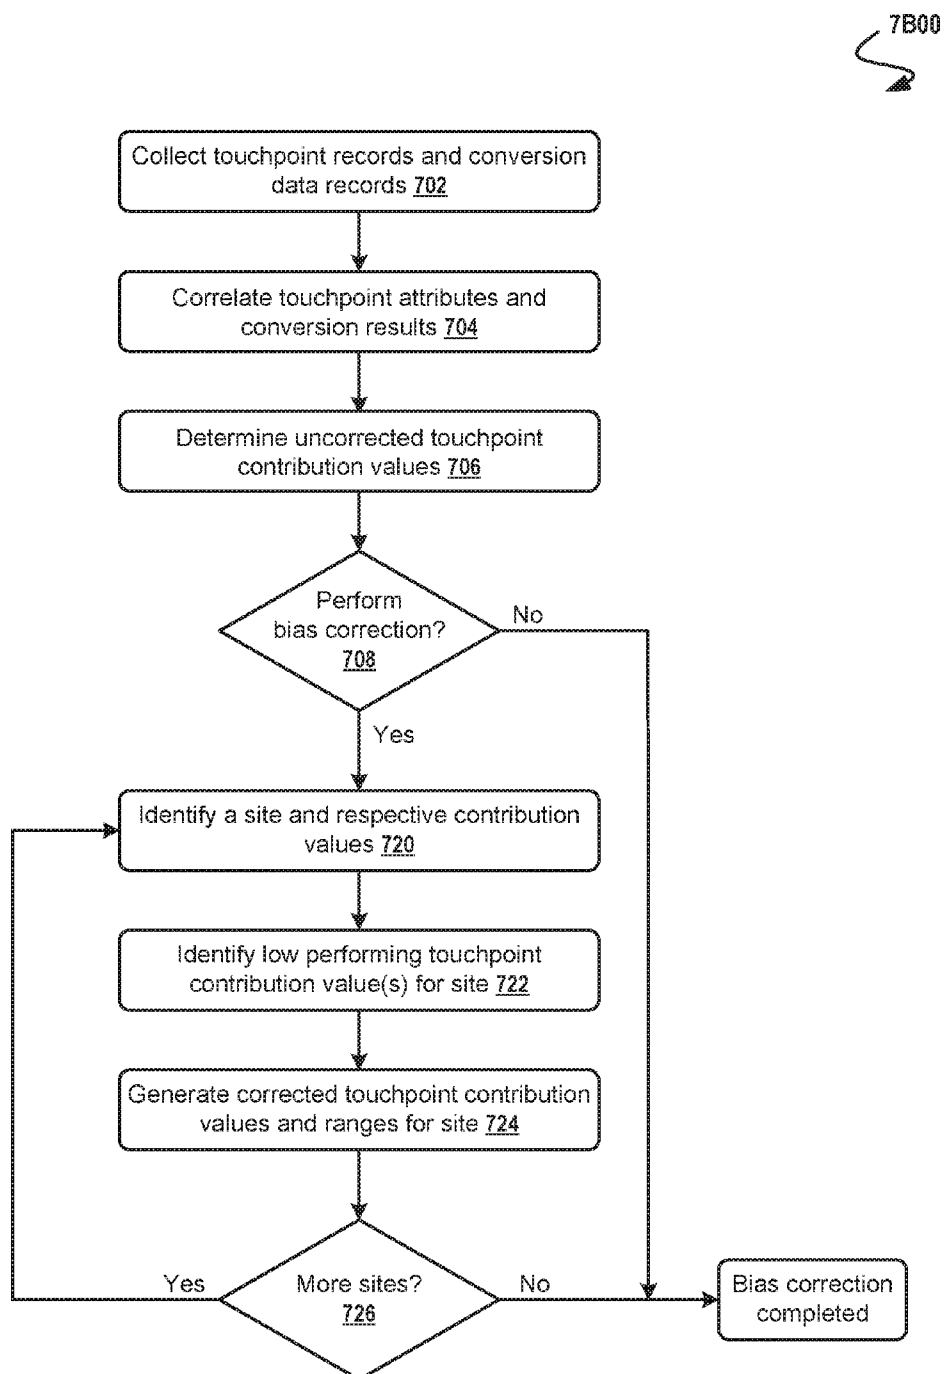 7B00
Collect touchpoint records and conversion
data records 702
Correlate touchpoint attributes and
conversion results 704
Determine uncorrected touchpoint
contribution values 706
Perform
bias correction?
708
No
Yes
Identify a site and respective contribution
values 720
Identify low performing touchpoint
contribution value(s) for site 722
Generate corrected touchpoint contribution
values and ranges for site 724
Yes
More sites?
726
No
Bias correction
completed